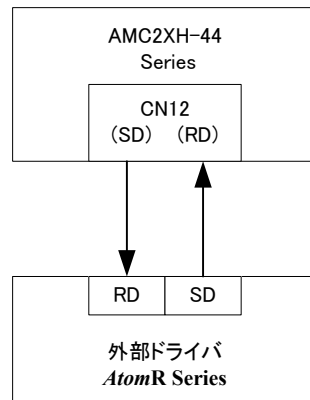 AMC2XH-44
Series
CN12
(SD) (RD)
RD SD
外部ドライバ
AtomR Series